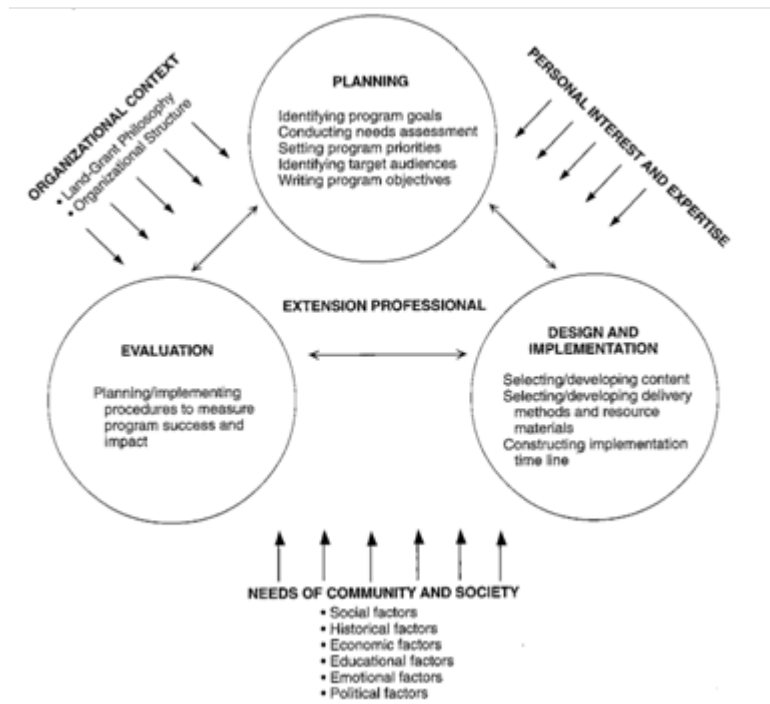 ORGANIZATIONAL CONTEXT
• Land-Grant Philosophy
• Organizational Structure
PLANNING
Identifying program goals
Conducting needs assessment
Setting program priorities
Identifying target audiences
Writing program objectives
PERSONAL INTEREST AND EXPERTISE
EXTENSION PROFESSIONAL
EVALUATION
Planning/implementing
procedures to measure
program success and
impact
DESIGN AND
IMPLEMENTATION
Selecting/developing content
Selecting/developing delivery
methods and resource
materials
Constructing implementation
time line
NEEDS OF COMMUNITY AND SOCIETY
• Social factors
• Historical factors
• Economic factors
• Educational factors
• Emotional factors
• Political factors